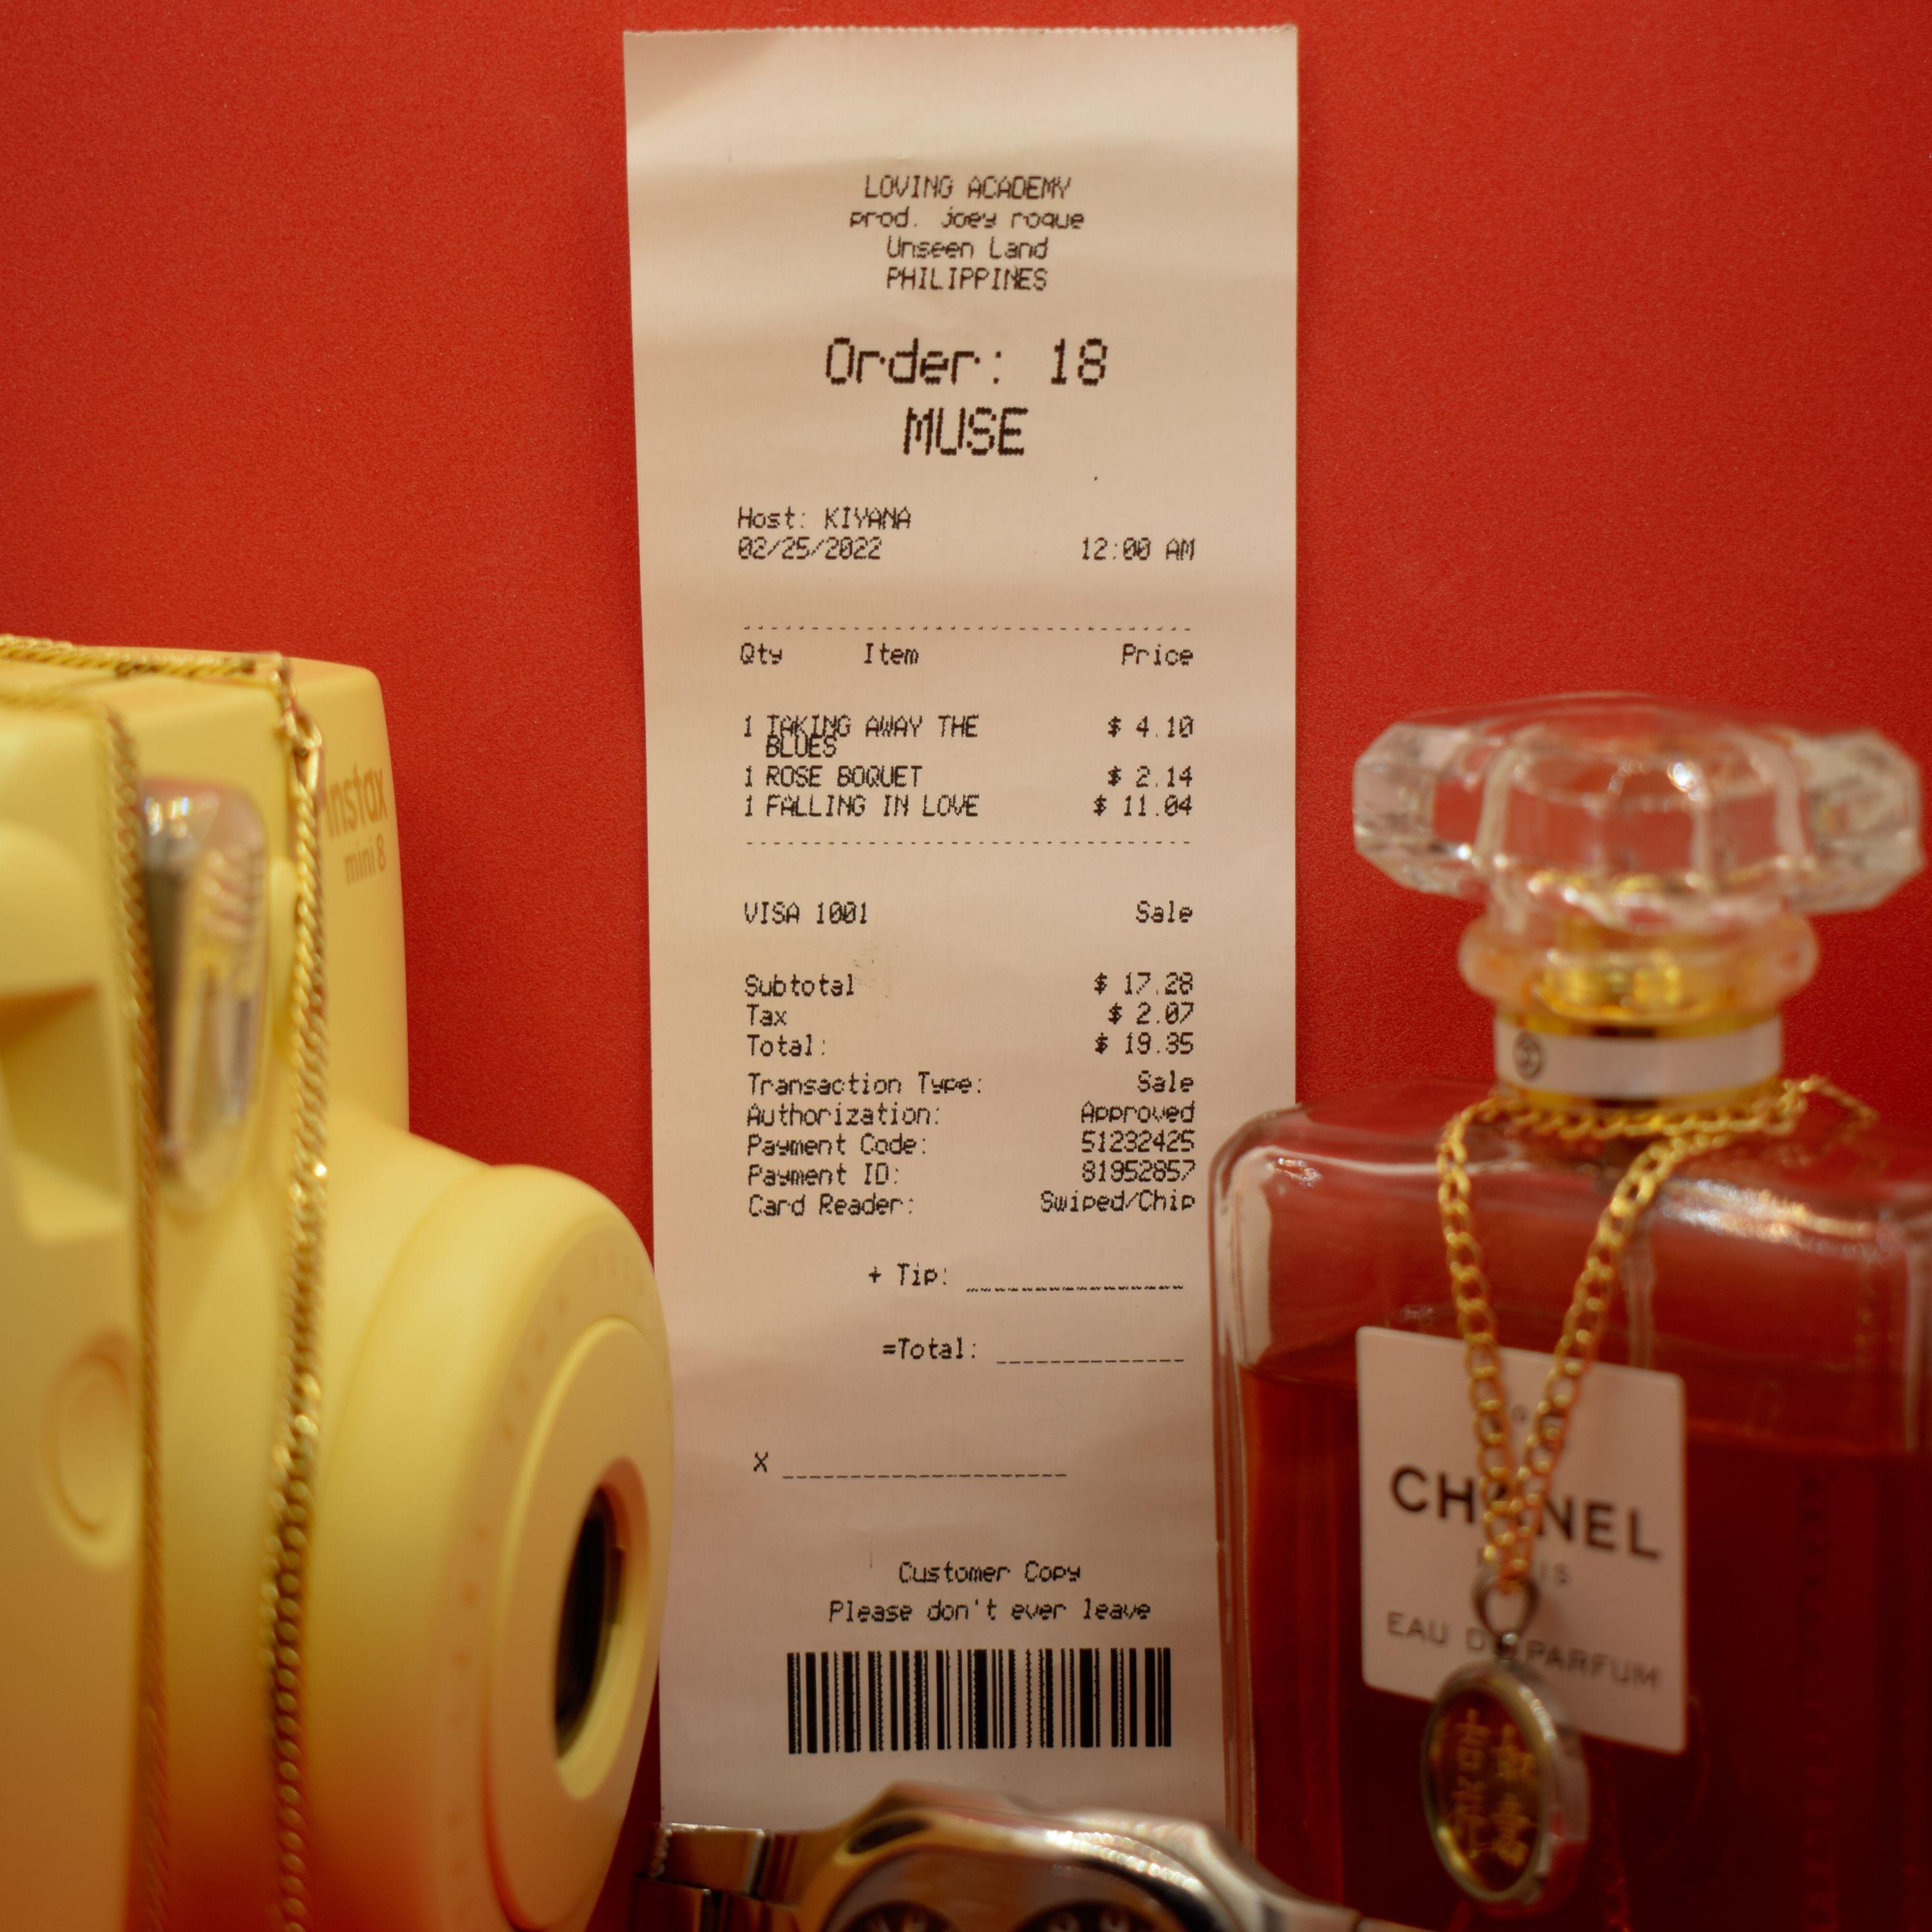 LOVING ACADEMY
prod. joey roque
Unseen Land
PHILIPPINES
Order: 18
MUSE
Host: KIYANA
02/25/2022 12:00 AM
Qty Item Price
1 TAKING AWAY THE $ 4.10
BLUES
1 ROSE BOQUET $ 2.14
1 FALLING IN LOVE $ 11.04
VISA 1001 Sale
Subtotal $ 17.28
Tax $ 2.07
Total: $ 19.35
Transaction Type: Sale
Authorization: Approved
Payment Code: 51232425
Payment ID: 81952857
Card Reader: Swiped/Chip
+ Tip:
=Total:
X
Customer Copy
Please don't ever leave
instax
mini 8
CHANEL
EAU DE PARFUM